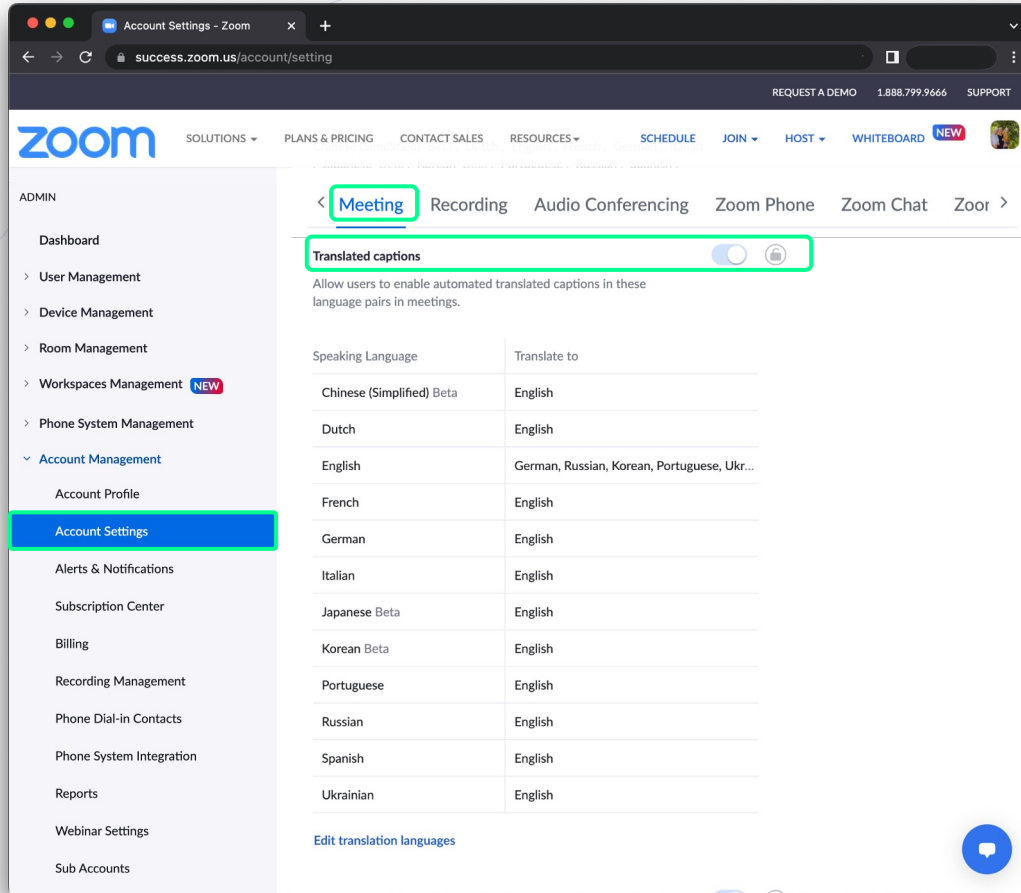 Account Settings - Zoom
success.zoom.us/account/setting
REQUEST A DEMO 1.888.799.9666 SUPPORT
zoom SOLUTIONS PLANS & PRICING CONTACT SALES RESOURCES SCHEDULE JOIN HOST WHITEBOARD NEW
ADMIN
Dashboard
User Management
Device Management
Room Management
Workspaces Management NEW
Phone System Management
Account Management
Account Profile
Account Settings
Alerts & Notifications
Subscription Center
Billing
Recording Management
Phone Dial-in Contacts
Phone System Integration
Reports
Webinar Settings
Sub Accounts
Meeting Recording Audio Conferencing Zoom Phone Zoom Chat
Translated captions
Allow users to enable automated translated captions in these
language pairs in meetings.
Speaking Language Translate to
Chinese (Simplified) Beta English
Dutch English
English German, Russian, Korean, Portuguese, Ukr...
French English
German English
Italian English
Japanese Beta English
Korean Beta English
Portuguese English
Russian English
Spanish English
Ukrainian English
Edit translation languages